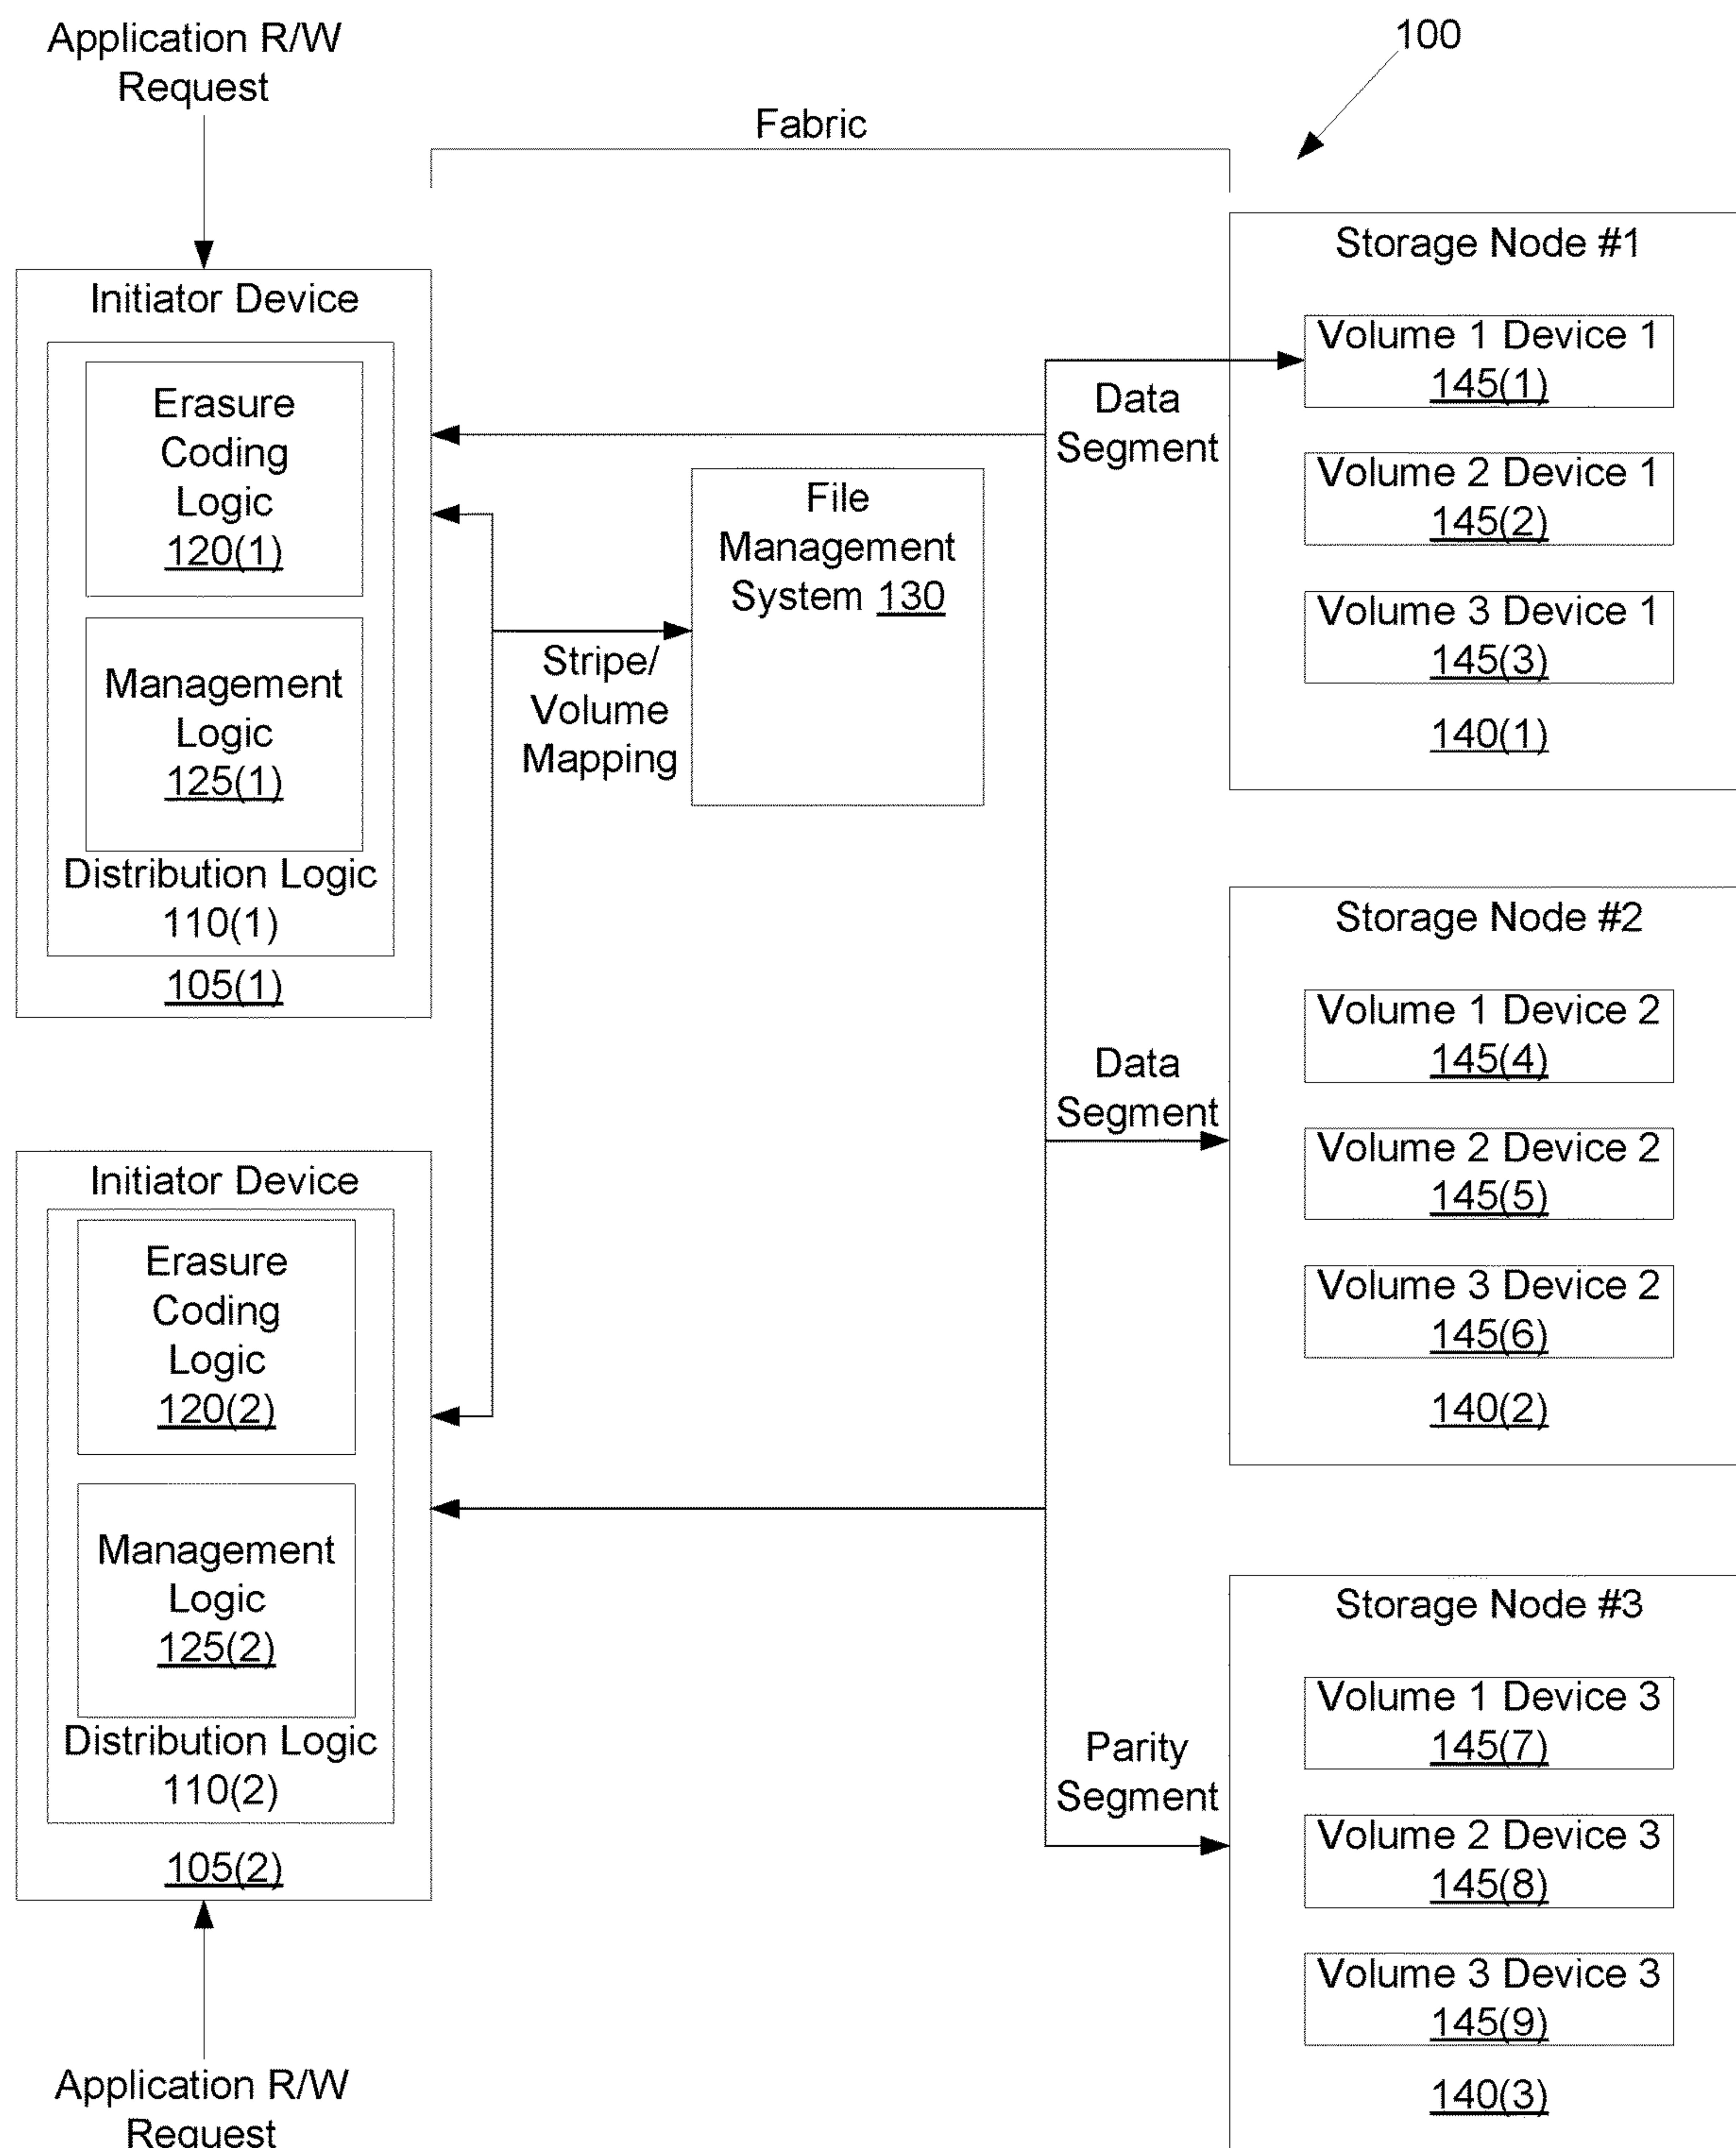 Application R/W
Request
100
Fabric
Initiator Device
Erasure
Coding
Logic
120(1)
Management
Logic
125(1)
Distribution Logic
110(1)
105(1)
File
Management
System 130
Stripe/
Volume
Mapping
Data
Segment
Storage Node #1
Volume 1 Device 1
145(1)
Volume 2 Device 1
145(2)
Volume 3 Device 1
145(3)
140(1)
Data
Segment
Storage Node #2
Volume 1 Device 2
145(4)
Volume 2 Device 2
145(5)
Volume 3 Device 2
145(6)
140(2)
Initiator Device
Erasure
Coding
Logic
120(2)
Management
Logic
125(2)
Distribution Logic
110(2)
105(2)
Parity
Segment
Storage Node #3
Volume 1 Device 3
145(7)
Volume 2 Device 3
145(8)
Volume 3 Device 3
145(9)
140(3)
Application R/W
Request